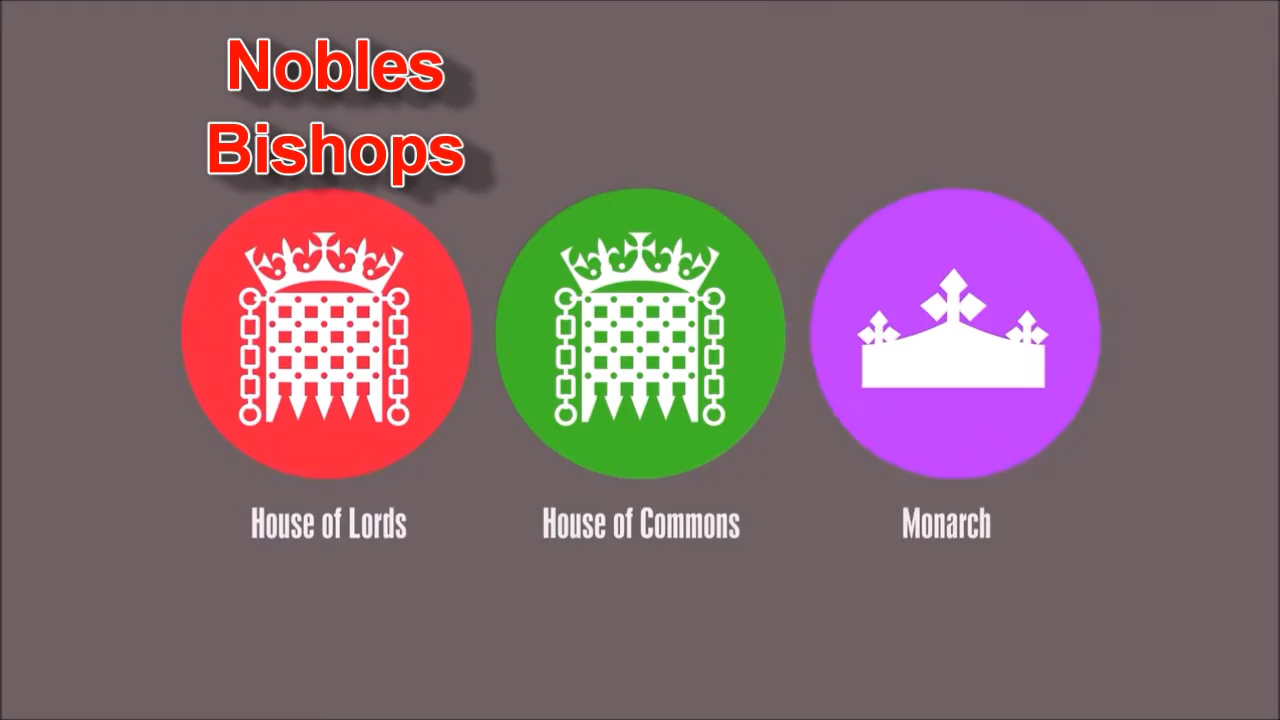 Nobles
Bishops
House of Lords
House of Commons
Monarch